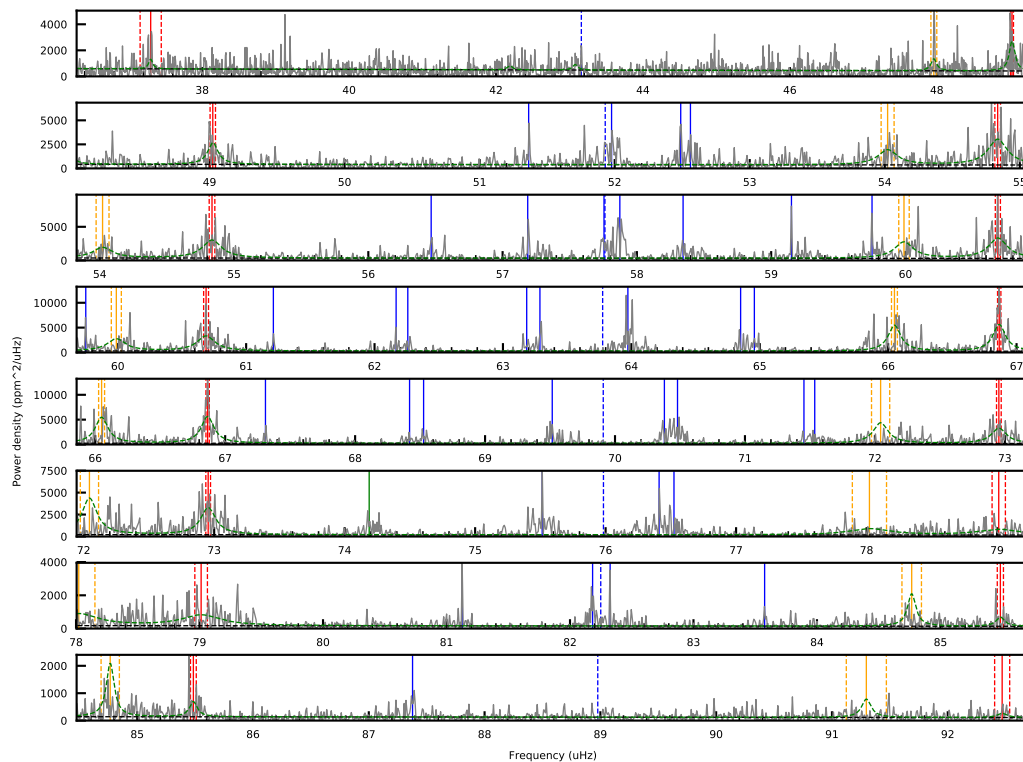 4000
2000
0
38 40 42 44 46 48
5000
2500
0
49 50 51 52 53 54 55
5000
0
54 55 56 57 58 59 60
10000
5000
0
60 61 62 63 64 65 66 67
10000
5000
0
66 67 68 69 70 71 72 73
7500
5000
2500
0
72 73 74 75 76 77 78 79
4000
2000
0
78 79 80 81 82 83 84 85
2000
1000
0
85 86 87 88 89 90 91 92
Power density (ppm^2/uHz)
Frequency (uHz)